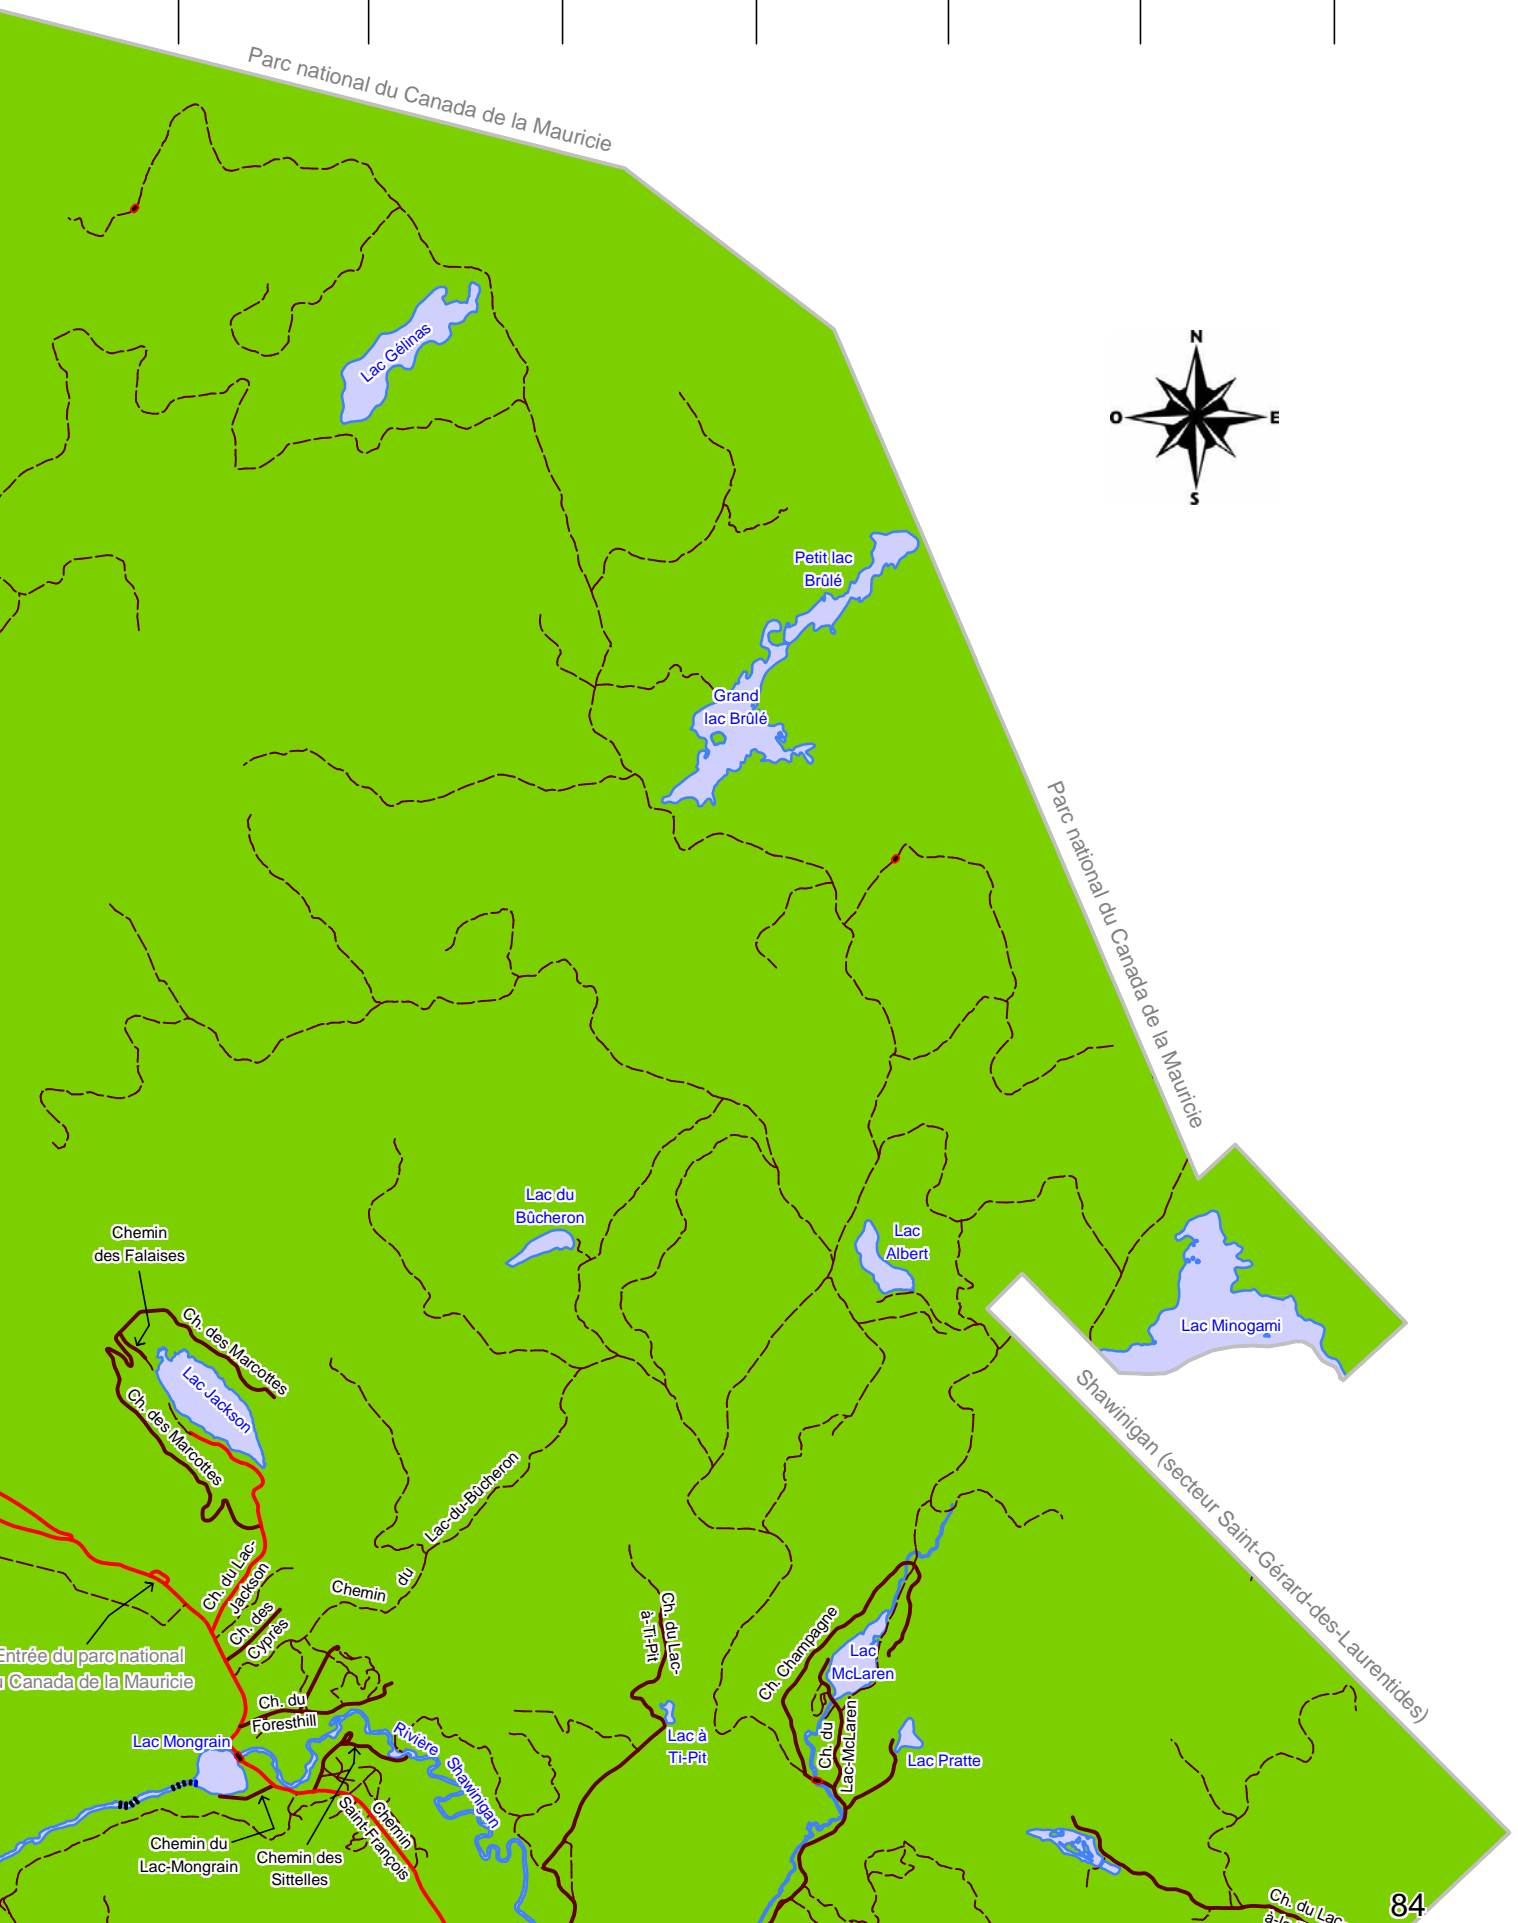 Parc national du Canada de la Mauricie
N
O
E
S
Lac Gélinas
Petit lac
Brûlé
Grand
lac Brûlé
Parc national du Canada de la Mauricie
Lac du
Bûcheron
Lac
Albert
Chemin
des Falaises
Ch. des Marcottes
Lac Jackson
Ch. des Marcottes
Lac Minogami
Shawinigan (secteur Saint-Gérard-des-Laurentides)
Ch. du Lac-
Jackson
Ch. des
Cyprès
Chemin du Lac-du-Bûcheron
Ch. du Lac-
à-Ti-Pit
Ch. Champagne
Lac
McLaren
Entrée du parc national
Canada de la Mauricie
Ch. du
Foresthill
Lac Mongrain
Rivière Shawinigan
Lac à
Ti-Pit
Ch. du
Lac-McLaren
Lac Pratte
Chemin du
Lac-Mongrain
Chemin des
Sittelles
Chemin
Saint-François
Ch. du Lac
84